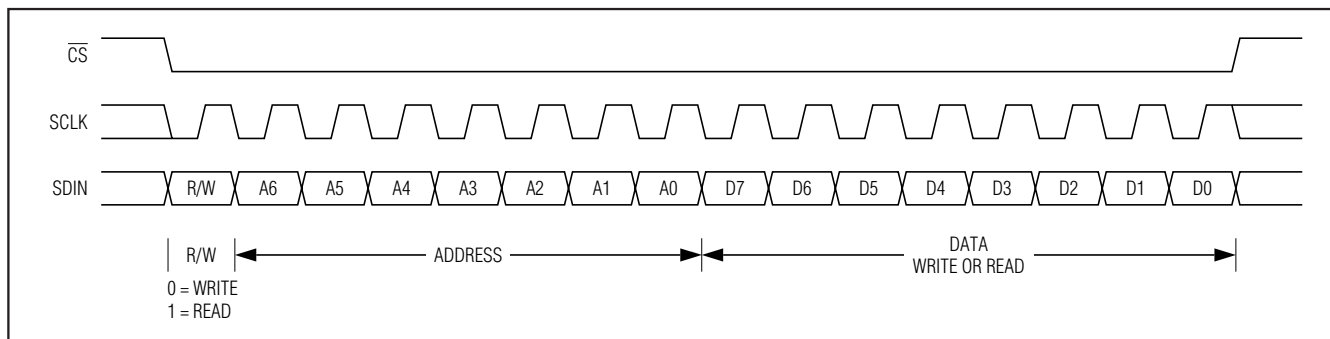 CS
SCLK
SDIN R/W A6 A5 A4 A3 A2 A1 A0 D7 D6 D5 D4 D3 D2 D1 D0
R/W ADDRESS DATA
WRITE OR READ
0 = WRITE
1 = READ